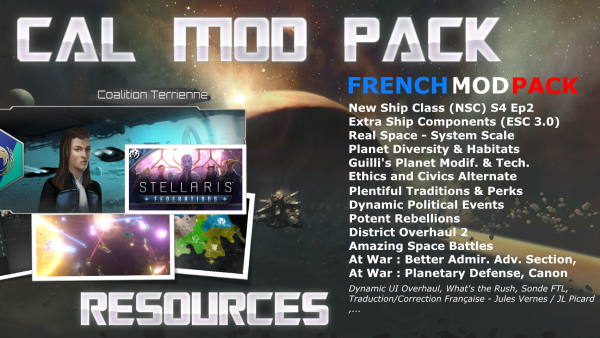 CAL MOD PACK
FRENCH MOD PACK
Coalition Terrienne
STELLARIS
FEDERATIONS
New Ship Class (NSC) S4 Ep2
Extra Ship Components (ESC 3.0)
Real Space - System Scale
Planet Diversity & Habitats
Guilli's Planet Modif. & Tech.
Ethics and Civics Alternate
Plentiful Traditions & Perks
Dynamic Political Events
Potent Rebellions
District Overhaul 2
Amazing Space Battles
At War : Better Admir. Adv. Section,
At War : Planetary Defense, Canon
Dynamic UI Overhaul, What's the Rush, Sonde FTL,
Traduction/Correction Française - Jules Vernes / JL Picard
,...
RESOURCES